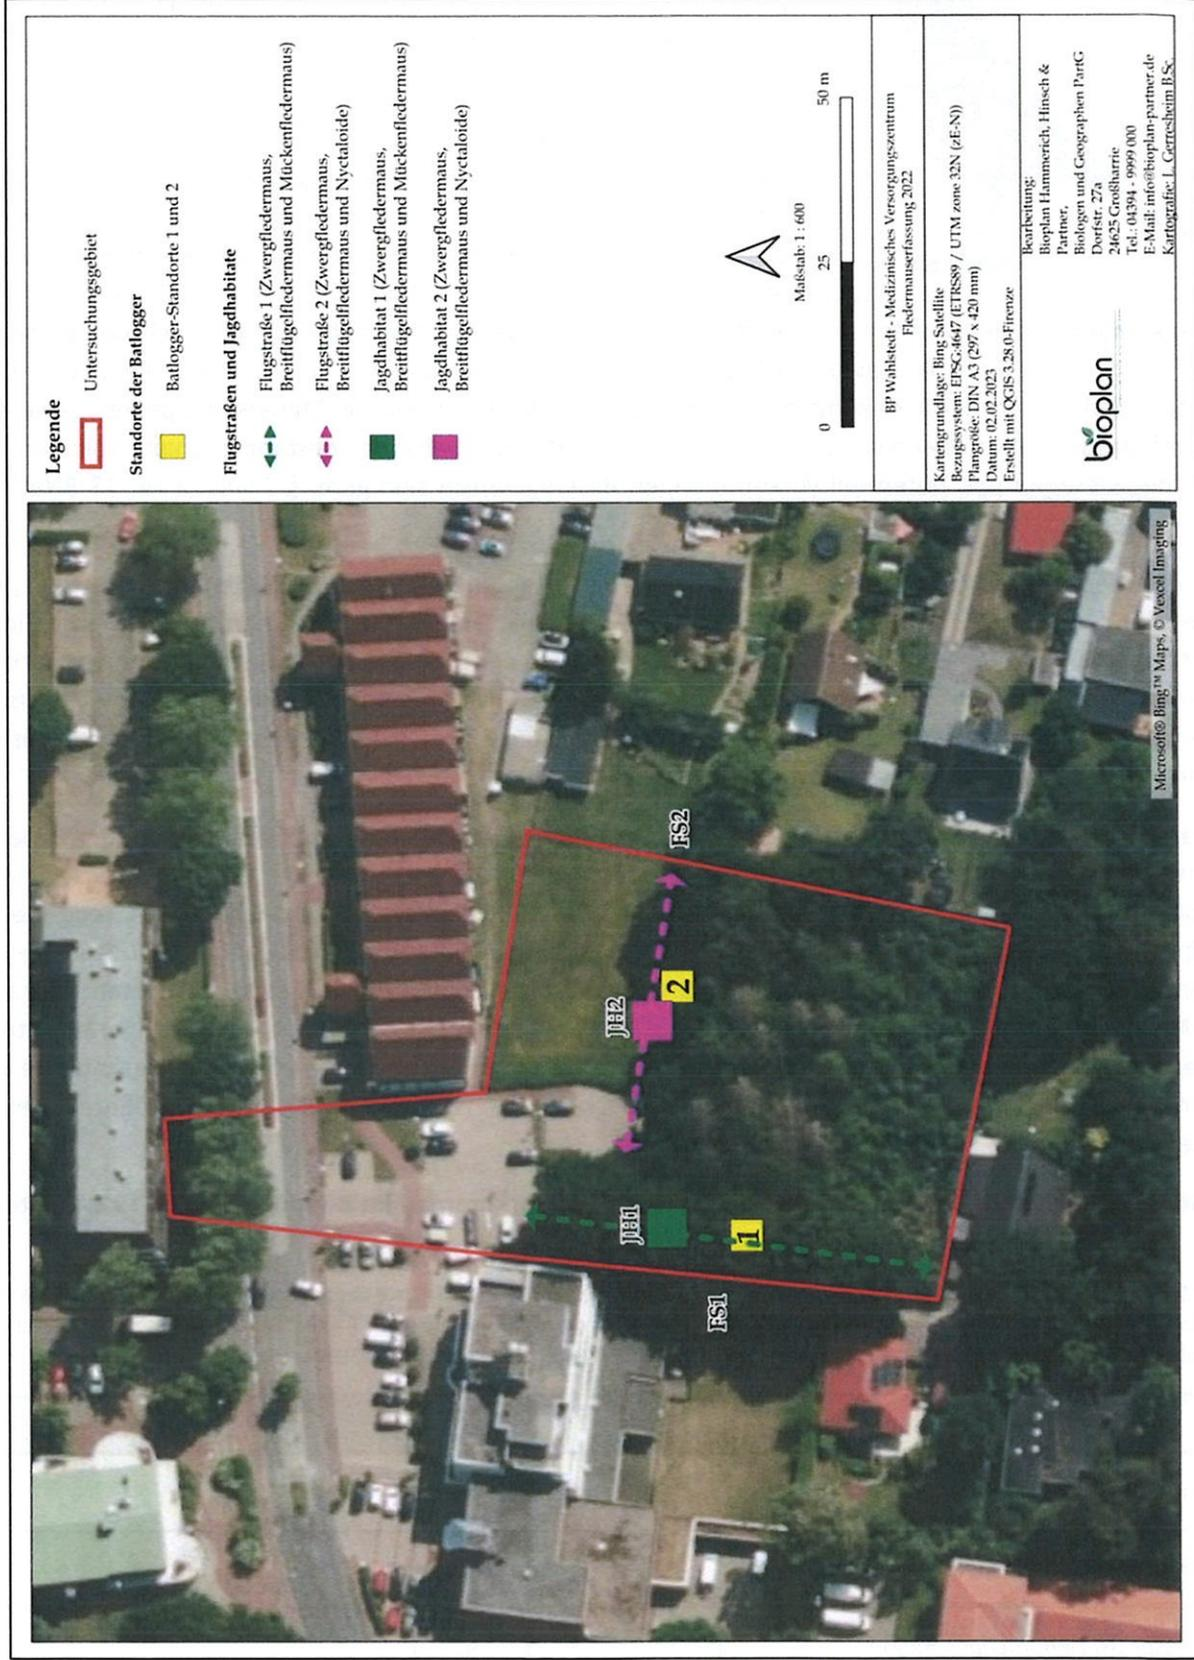 Legende
Untersuchungsgebiet
Standorte der Batlogger
Batlogger-Standorte 1 und 2
Flugstraßen und Jagdhabitate
Flugstraße 1 (Zwergfledermaus,
Breitflügelfledermaus und Mückenfledermaus)
Flugstraße 2 (Zwergfledermaus,
Breitflügelfledermaus und Nyctaloide)
Jagdhabitat 1 (Zwergfledermaus,
Breitflügelfledermaus und Mückenfledermaus)
Jagdhabitat 2 (Zwergfledermaus,
Breitflügelfledermaus und Nyctaloide)
Maßstab: 1 : 600
0 25 50 m
BP Wahlstedt - Medizinisches Versorgungszentrum
Fledermauserfassung 2022
Kartengrundlage: Bing Satellite
Bezugssystem: EPSG:4647 (ETRS89 / UTM zone 32N (zE-N))
Plangröße: DIN A3 (297 x 420 mm)
Datum: 02.02.2023
Erstellt mit QGIS 3.28.0-Firenze
bioplan
Bearbeitung:
Bioplan Hammerich, Hinsch &
Partner,
Biologen und Geographen PartG
Dorfstr. 27a
24625 Großharrie
Tel.: 04394 - 9999 000
E-Mail: info@bioplan-partner.de
Kartografie: L. Gerresheim B.Sc.
JH1
JH2
1
2
FS1
FS2
Microsoft® Bing™ Maps, © Vexcel Imaging